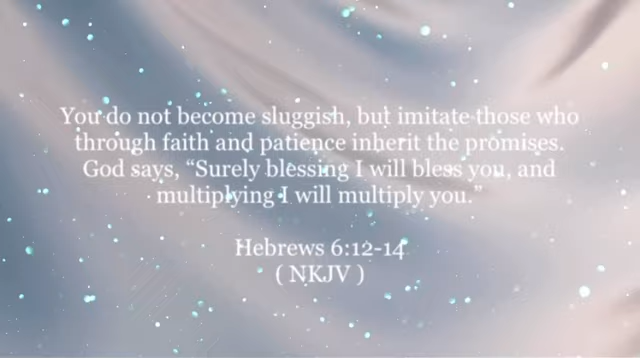 You do not become sluggish, but imitate those who
through faith and patience inherit the promises.
God says, “Surely blessing I will bless you, and
multiplying I will multiply you.”
Hebrews 6:12-14
( NKJV )